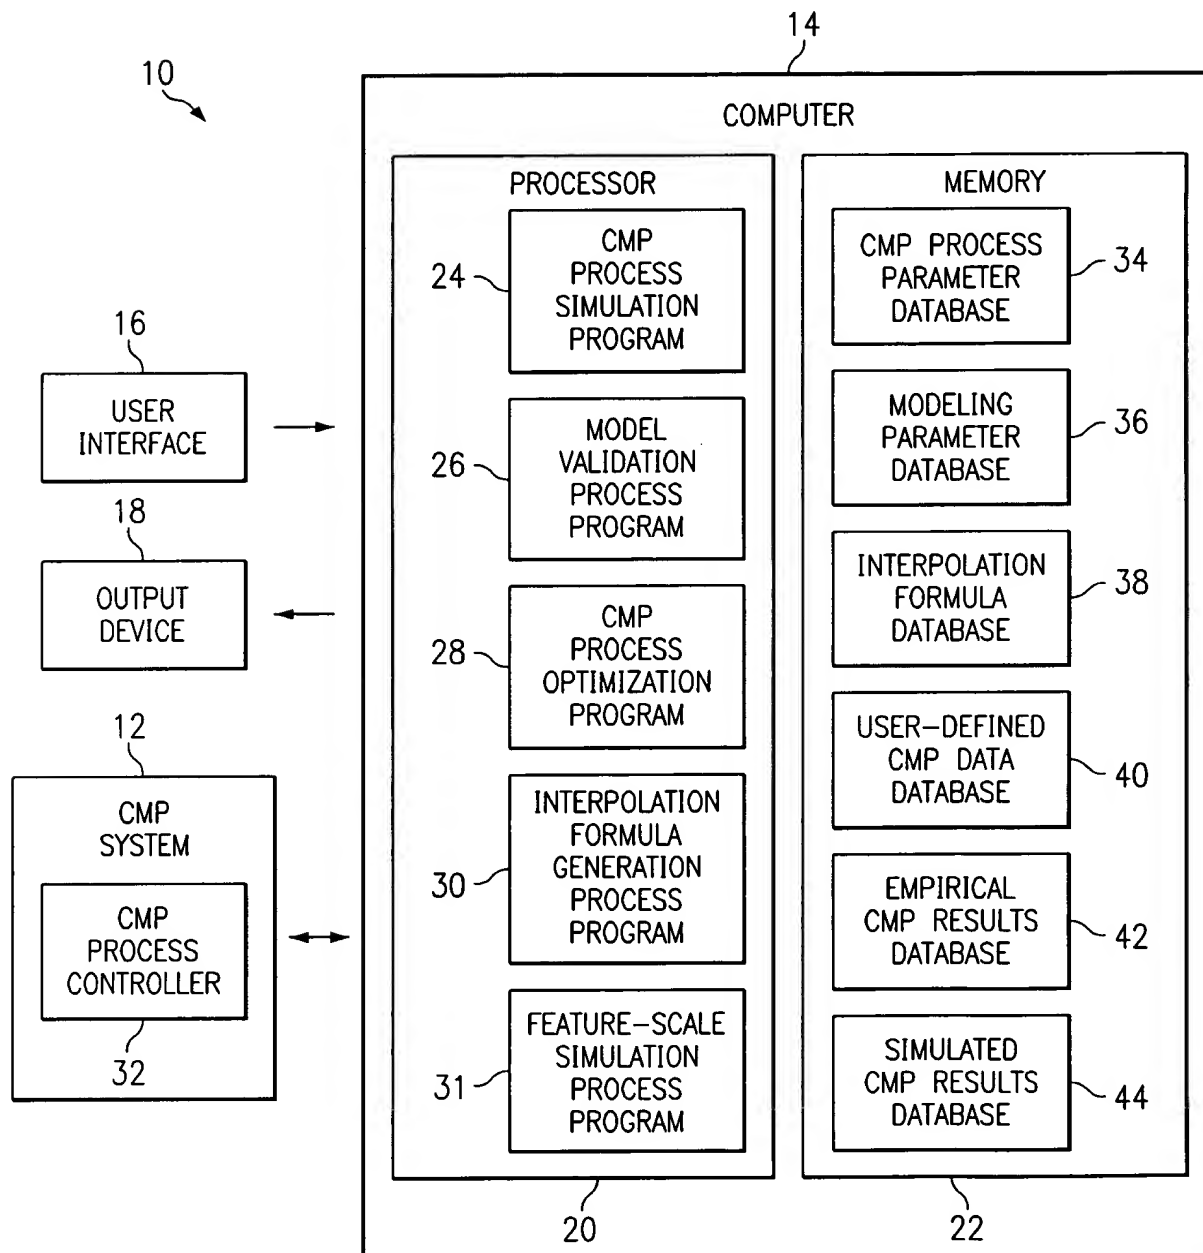 14
10
COMPUTER
PROCESSOR
24
CMP
PROCESS
SIMULATION
PROGRAM
26
MODEL
VALIDATION
PROCESS
PROGRAM
28
CMP
PROCESS
OPTIMIZATION
PROGRAM
30
INTERPOLATION
FORMULA
GENERATION
PROCESS
PROGRAM
31
FEATURE-SCALE
SIMULATION
PROCESS
PROGRAM
20
MEMORY
CMP PROCESS
PARAMETER
DATABASE
34
MODELING
PARAMETER
DATABASE
36
INTERPOLATION
FORMULA
DATABASE
38
USER-DEFINED
CMP DATA
DATABASE
40
EMPIRICAL
CMP RESULTS
DATABASE
42
SIMULATED
CMP RESULTS
DATABASE
44
22
16
USER
INTERFACE
18
OUTPUT
DEVICE
12
CMP
SYSTEM
CMP
PROCESS
CONTROLLER
32